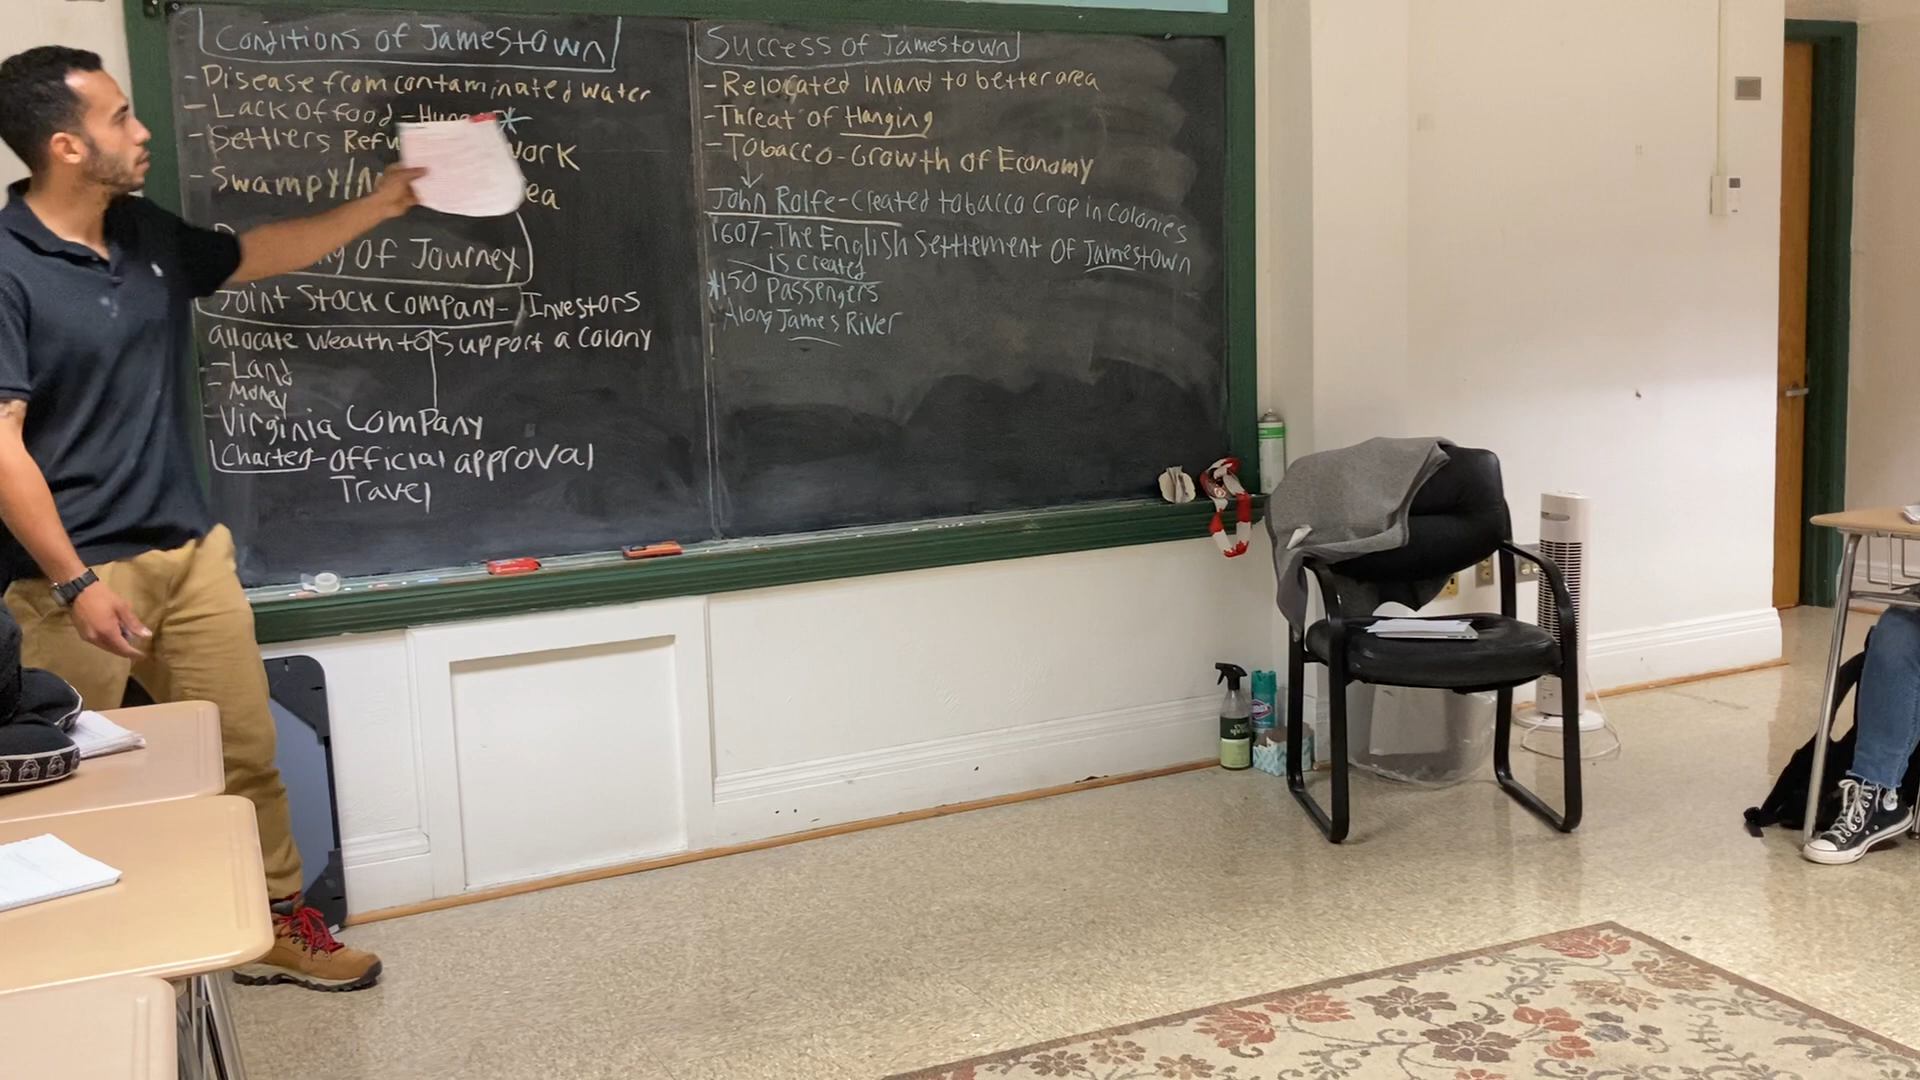 Conditions of Jamestown
- Disease from contaminated water
- Lack of food - *
- Settlers work
- Swampy/
Of Journey
Joint Stock Company - Investors
allocate wealth to support a colony
- Land
- Money
- Virginia Company
Charter - Official approval
Travel
Success of Jamestown
- Relocated inland to better area
- Threat of Hanging
- Tobacco - Growth of Economy
John Rolfe - created tobacco crop in colonies
1607 - The English Settlement Of Jamestown
is created
*150 Passengers
Along James River